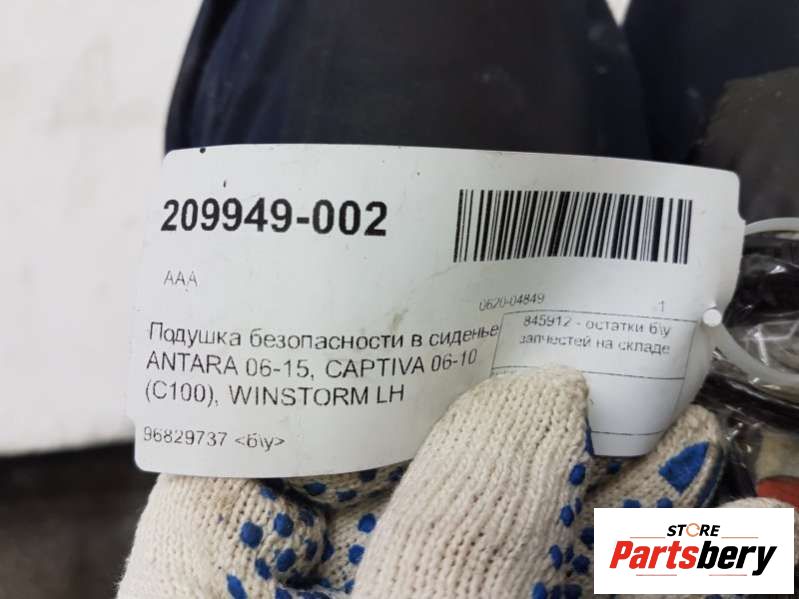 209949-002
AAA
0620-04849 1
Подушка безопасности в сиденье
ANTARA 06-15, CAPTIVA 06-10
(C100), WINSTORM LH
96829737 <б\у>
845912 - остатки б\у
запчестей на складе
STORE
Partsbery